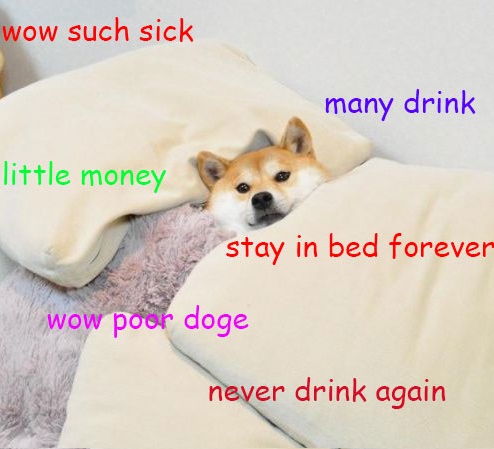 wow such sick
many drink
little money
stay in bed forever
wow poor doge
never drink again